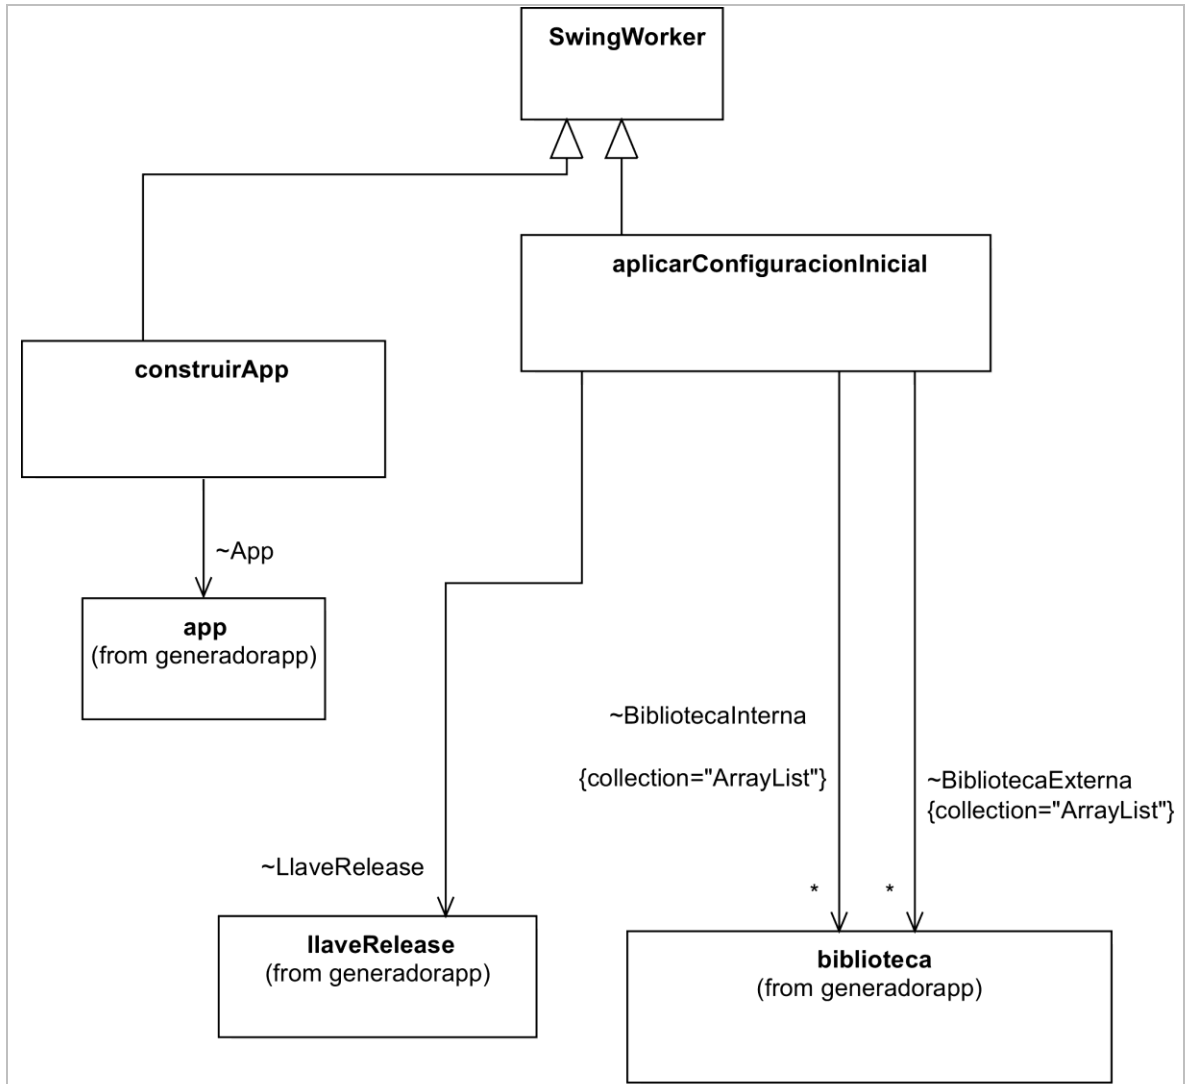 SwingWorker
aplicarConfiguracionInicial
construirApp
~App
app
(from generadorapp)
~BibliotecaInterna
{collection="ArrayList"}
~BibliotecaExterna
{collection="ArrayList"}
~LlaveRelease
*
*
llaveRelease
(from generadorapp)
biblioteca
(from generadorapp)